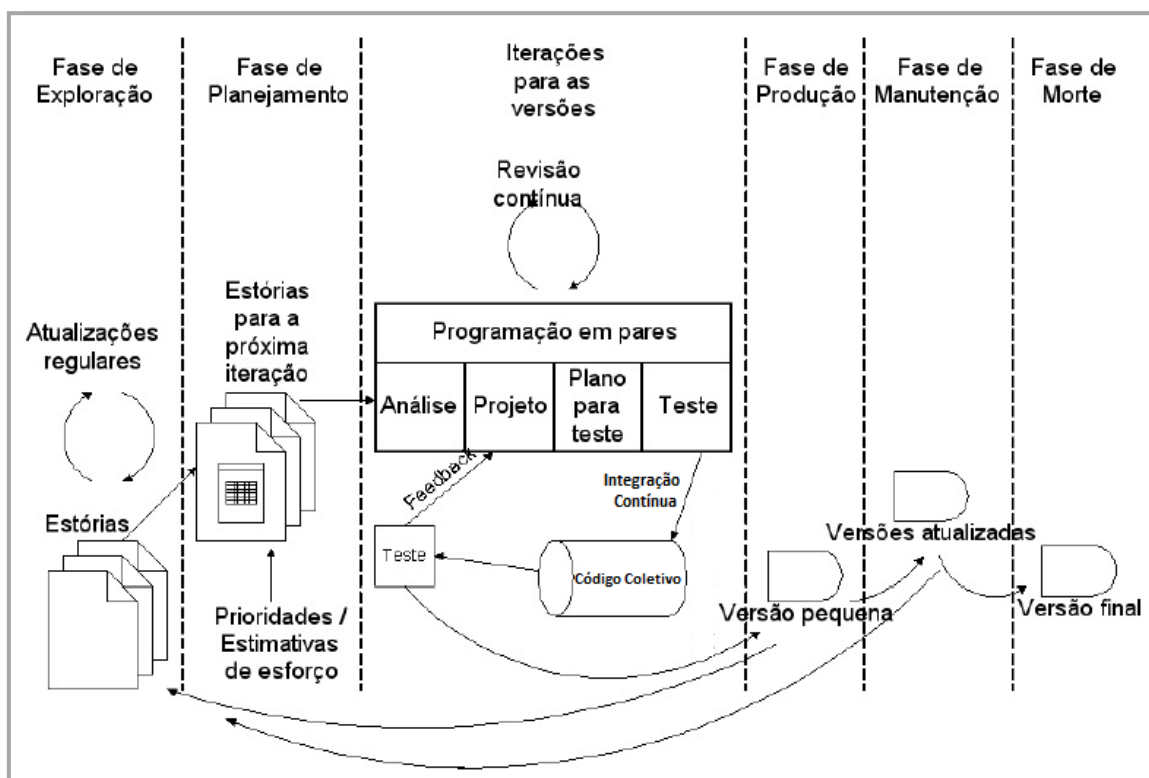 Fase de
Exploração
Fase de
Planejamento
Iterações
para as
versões
Fase de
Produção
Fase de
Manutenção
Fase de
Morte
Revisão
contínua
Atualizações
regulares
Estórias
Estórias
para a
próxima
iteração
Prioridades /
Estimativas
de esforço
Programação em pares
Análise
Projeto
Plano
para
teste
Teste
Feedback
Integração
Contínua
Teste
Código Coletivo
Versão pequena
Versões atualizadas
Versão final